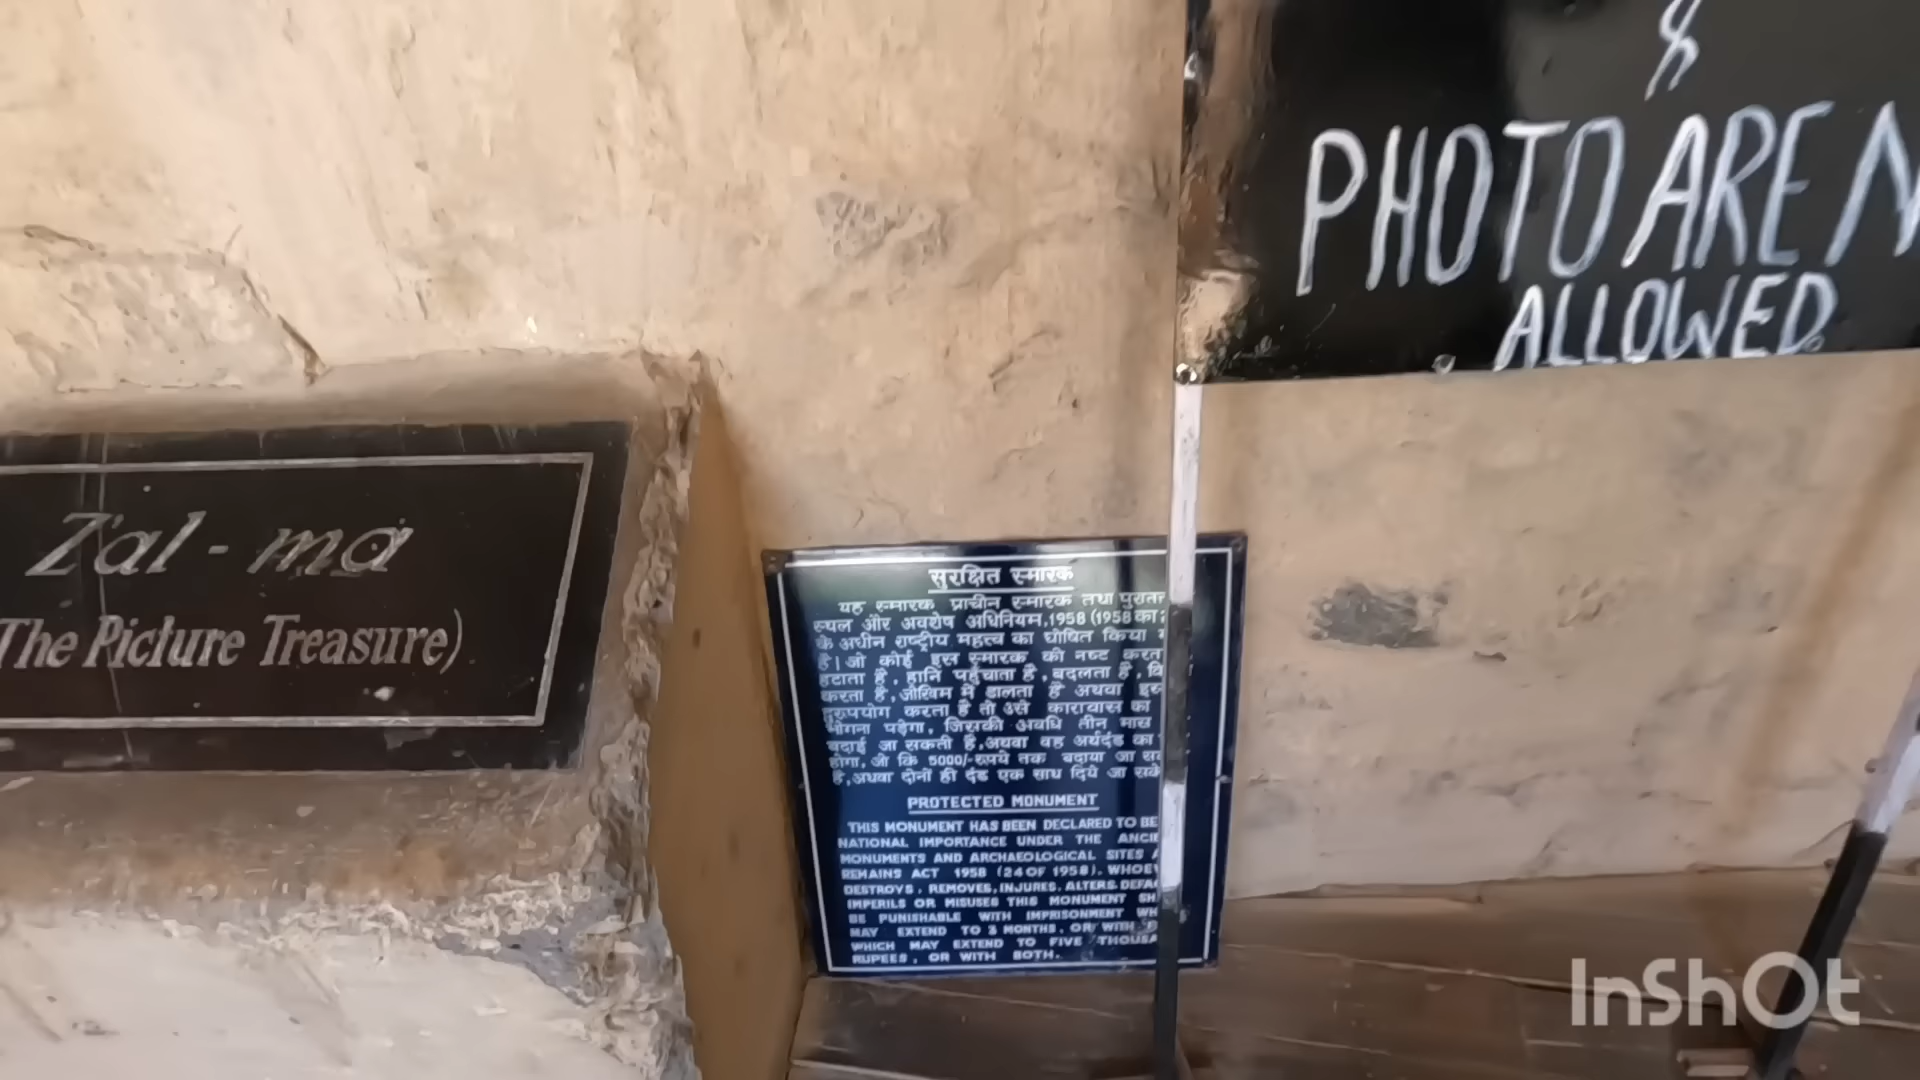 &
PHOTO ARE N
ALLOWED
Zal-ma
(The Picture Treasure)
सुरक्षित स्मारक
यह स्मारक प्राचीन स्मारक तथा पुरातत
स्थल और अवशेष अधिनियम,1958 (1958 का
के अधीन राष्ट्रीय महत्त्व का घोषित किया
है। जो कोई इस स्मारक को नष्ट करत
हटाता है, हानि पहुँचाता है, बदलता है, वि
करता है, जोखिम में डालता है अथवा इस
दुरुपयोग करता है तो उसे कारावास का
भोगना पड़ेगा, जिसकी अवधि तीन मास
बढ़ाई जा सकती है,अथवा वह अर्थदंड का
होगा, जो कि 5000/-रुपये तक बढाया जा सक
है,अथवा दोनों ही दंड एक साथ दिये जा सके
PROTECTED MONUMENT
THIS MONUMENT HAS BEEN DECLARED TO BE
NATIONAL IMPORTANCE UNDER THE ANCIE
MONUMENTS AND ARCHAEOLOGICAL SITES A
REMAINS ACT 1958 (24 OF 1958). WHOEV
DESTROYS, REMOVES, INJURES, ALTERS, DEFAC
IMPERILS OR MISUSES THIS MONUMENT SH
BE PUNISHABLE WITH IMPRISONMENT WH
MAY EXTEND TO 3 MONTHS, OR WITH F
WHICH MAY EXTEND TO FIVE THOUSA
RUPEES, OR WITH BOTH.
InShOt